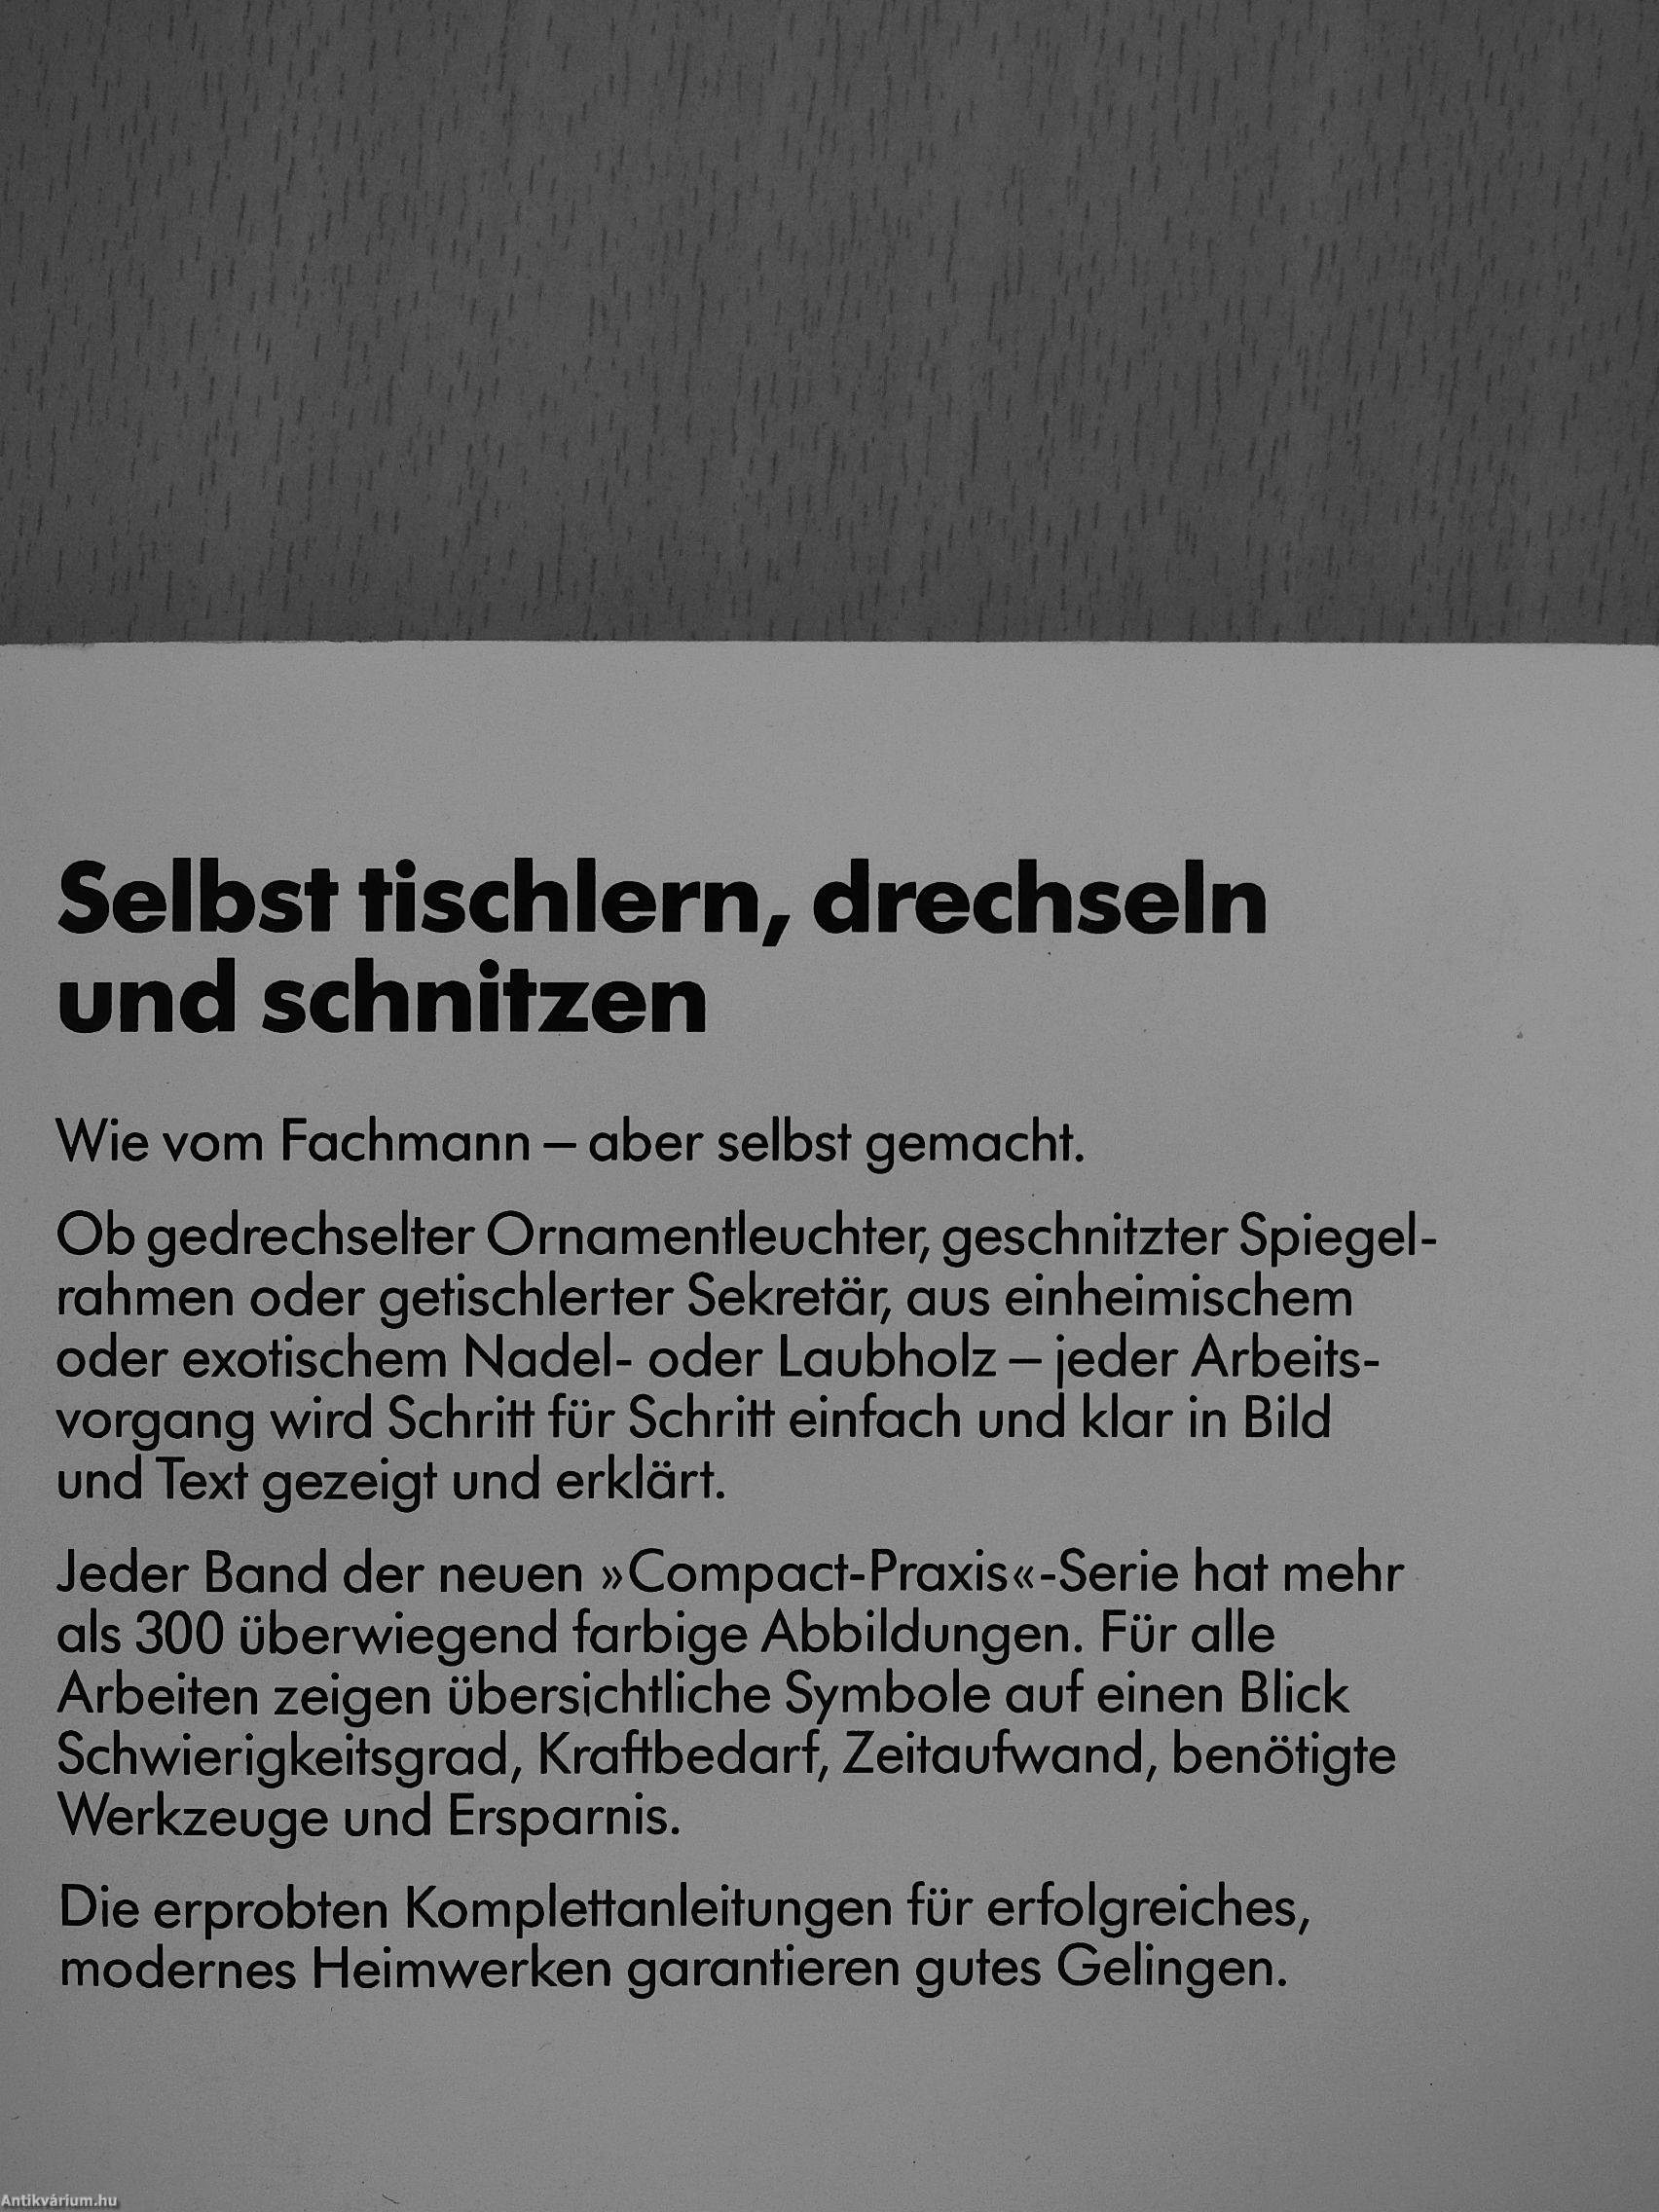 Selbst tischlern, drechseln
und schnitzen
Wie vom Fachmann – aber selbst gemacht.
Ob gedrechselter Ornamentleuchter, geschnitzter Spiegel-
rahmen oder getischlerter Sekretär, aus einheimischem
oder exotischem Nadel- oder Laubholz – jeder Arbeits-
vorgang wird Schritt für Schritt einfach und klar in Bild
und Text gezeigt und erklärt.
Jeder Band der neuen »Compact-Praxis«-Serie hat mehr
als 300 überwiegend farbige Abbildungen. Für alle
Arbeiten zeigen übersichtliche Symbole auf einen Blick
Schwierigkeitsgrad, Kraftbedarf, Zeitaufwand, benötigte
Werkzeuge und Ersparnis.
Die erprobten Komplettanleitungen für erfolgreiches,
modernes Heimwerken garantieren gutes Gelingen.
Antikvárium.hu